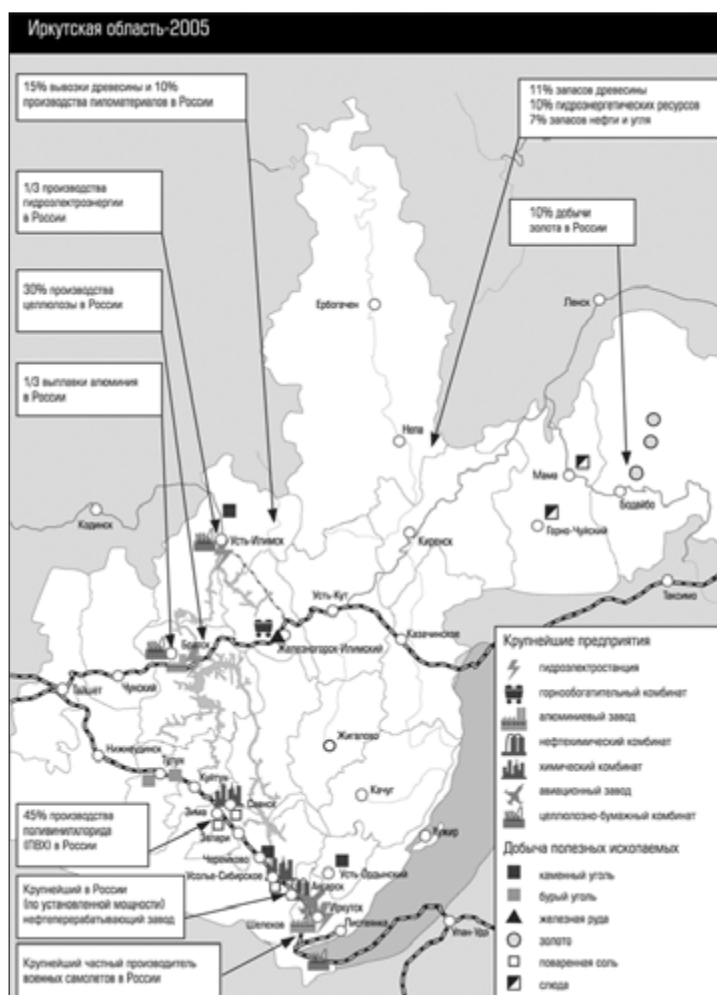 Иркутская область-2005
15% вывозки древесины и 10%
производства пиломатериалов в России
11% запасов древесины
10% гидроэнергетических ресурсов
7% запасов нефти и угля
1/3 производства
гидроэлектроэнергии
в России
10% добычи
золота в России
30% производства
целлюлозы в России
1/3 выплавки алюминия
в России
Ербогачен
Ленск
Непа
Мама
Бодайбо
Кодинск
Усть-Илимск
Киренск
Горно-Чуйский
Таксимо
Усть-Кут
Братск
Железногорск-Илимский
Казачинское
Тайшет
Чунский
Нижнеудинск
Тулун
Жигалово
Куйтун
Саянск
Зима
Качуг
Залари
Хужир
Черемхово
Усолье-Сибирское
Усть-Ордынский
Ангарск
Иркутск
Шелехов
Листвянка
Улан-Удэ
45% производства
поливинилхлорида
(ПВХ) в России
Крупнейший в России
(по установленной мощности)
нефтеперерабатывающий завод
Крупнейший частный производитель
военных самолетов в России
Крупнейшие предприятия
гидроэлектростанция
горнообогатительный комбинат
алюминиевый завод
нефтехимический комбинат
химический комбинат
авиационный завод
целлюлозно-бумажный комбинат
Добыча полезных ископаемых
каменный уголь
бурый уголь
железная руда
золото
поваренная соль
слюда